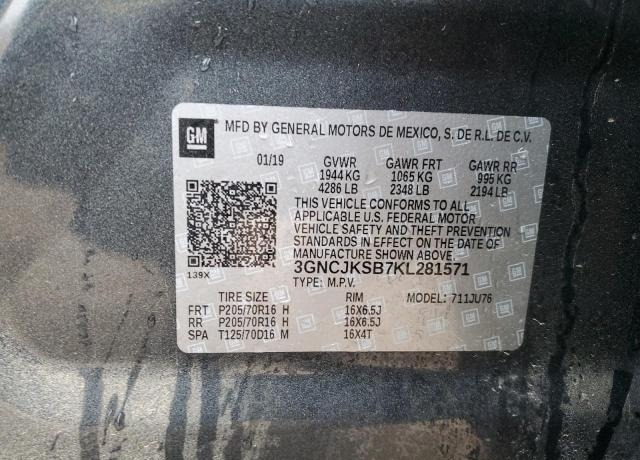 GM
MFD BY GENERAL MOTORS DE MEXICO, S. DE R.L. DE C.V.
01/19 GVWR GAWR FRT GAWR RR
1944 KG 1065 KG 995 KG
4286 LB 2348 LB 2194 LB
THIS VEHICLE CONFORMS TO ALL
APPLICABLE U.S. FEDERAL MOTOR
VEHICLE SAFETY AND THEFT PREVENTION
STANDARDS IN EFFECT ON THE DATE OF
MANUFACTURE SHOWN ABOVE.
3GNCJKSB7KL281571
139X TYPE: M.P.V.
TIRE SIZE RIM MODEL: 711JU76
FRT P205/70R16 H 16X6.5J
RR P205/70R16 H 16X6.5J
SPA T125/70D16 M 16X4T